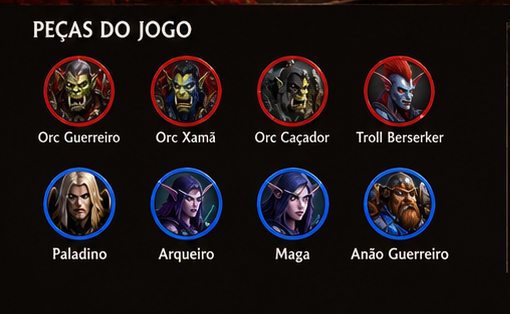 PEÇAS DO JOGO
Orc Guerreiro Orc Xamã Orc Caçador Troll Berserker
Paladino Arqueiro Maga Anão Guerreiro